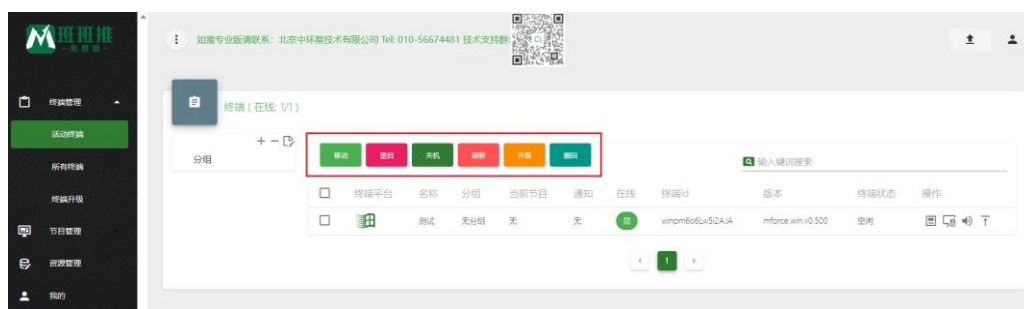 班班推
-免费版-
如需专业版请联系：北京中环星技术有限公司 Tel: 010-56674481 技术支持群:
终端管理
活动终端
所有终端
终端升级
节目管理
资源管理
我的
终端 ( 在线: 1/1 )
分组
移动 重启 关机 刷新 升级 撤回
输入键词搜索
终端平台 名称 分组 当前节目 通知 在线 终端Id 版本 终端状态 操作
测试 无分组 无 无 是 winpm6o6Lw5i2AJA mforce.win.v0.500 空闲
1